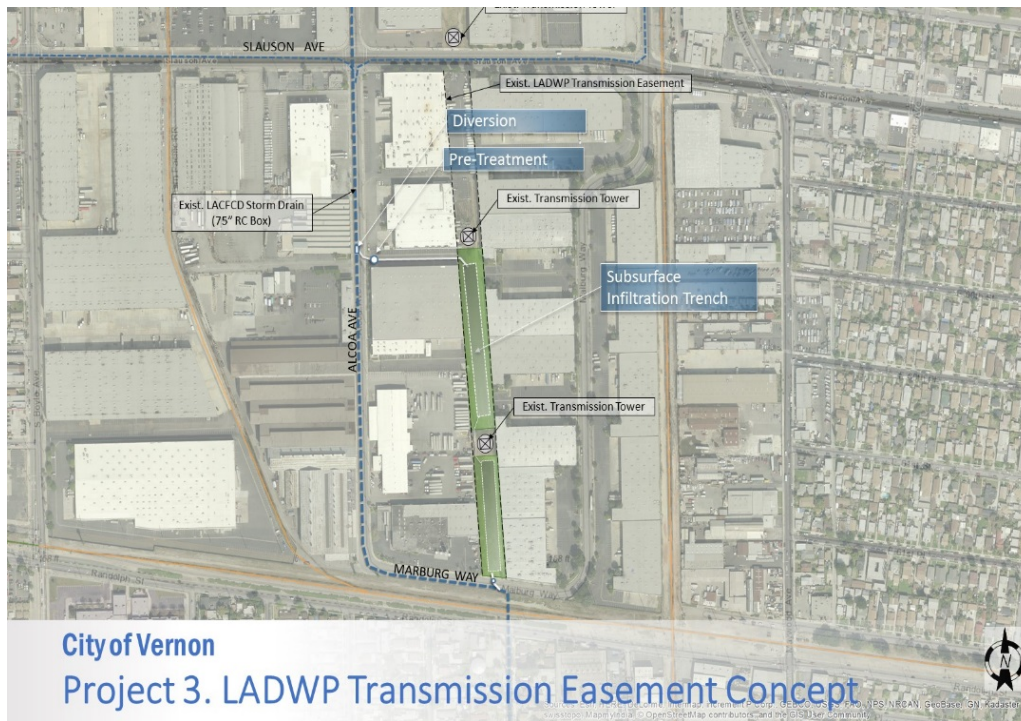 SLAUSON AVE
Exist. LADWP Transmission Easement
Diversion
Pre-Treatment
Exist. LACFCD Storm Drain
(75" RC Box)
Exist. Transmission Tower
Subsurface
Infiltration Trench
ALCOA AVE
Exist. Transmission Tower
MARBURG WAY
Randolph St
City of Vernon
Project 3. LADWP Transmission Easement Concept
N